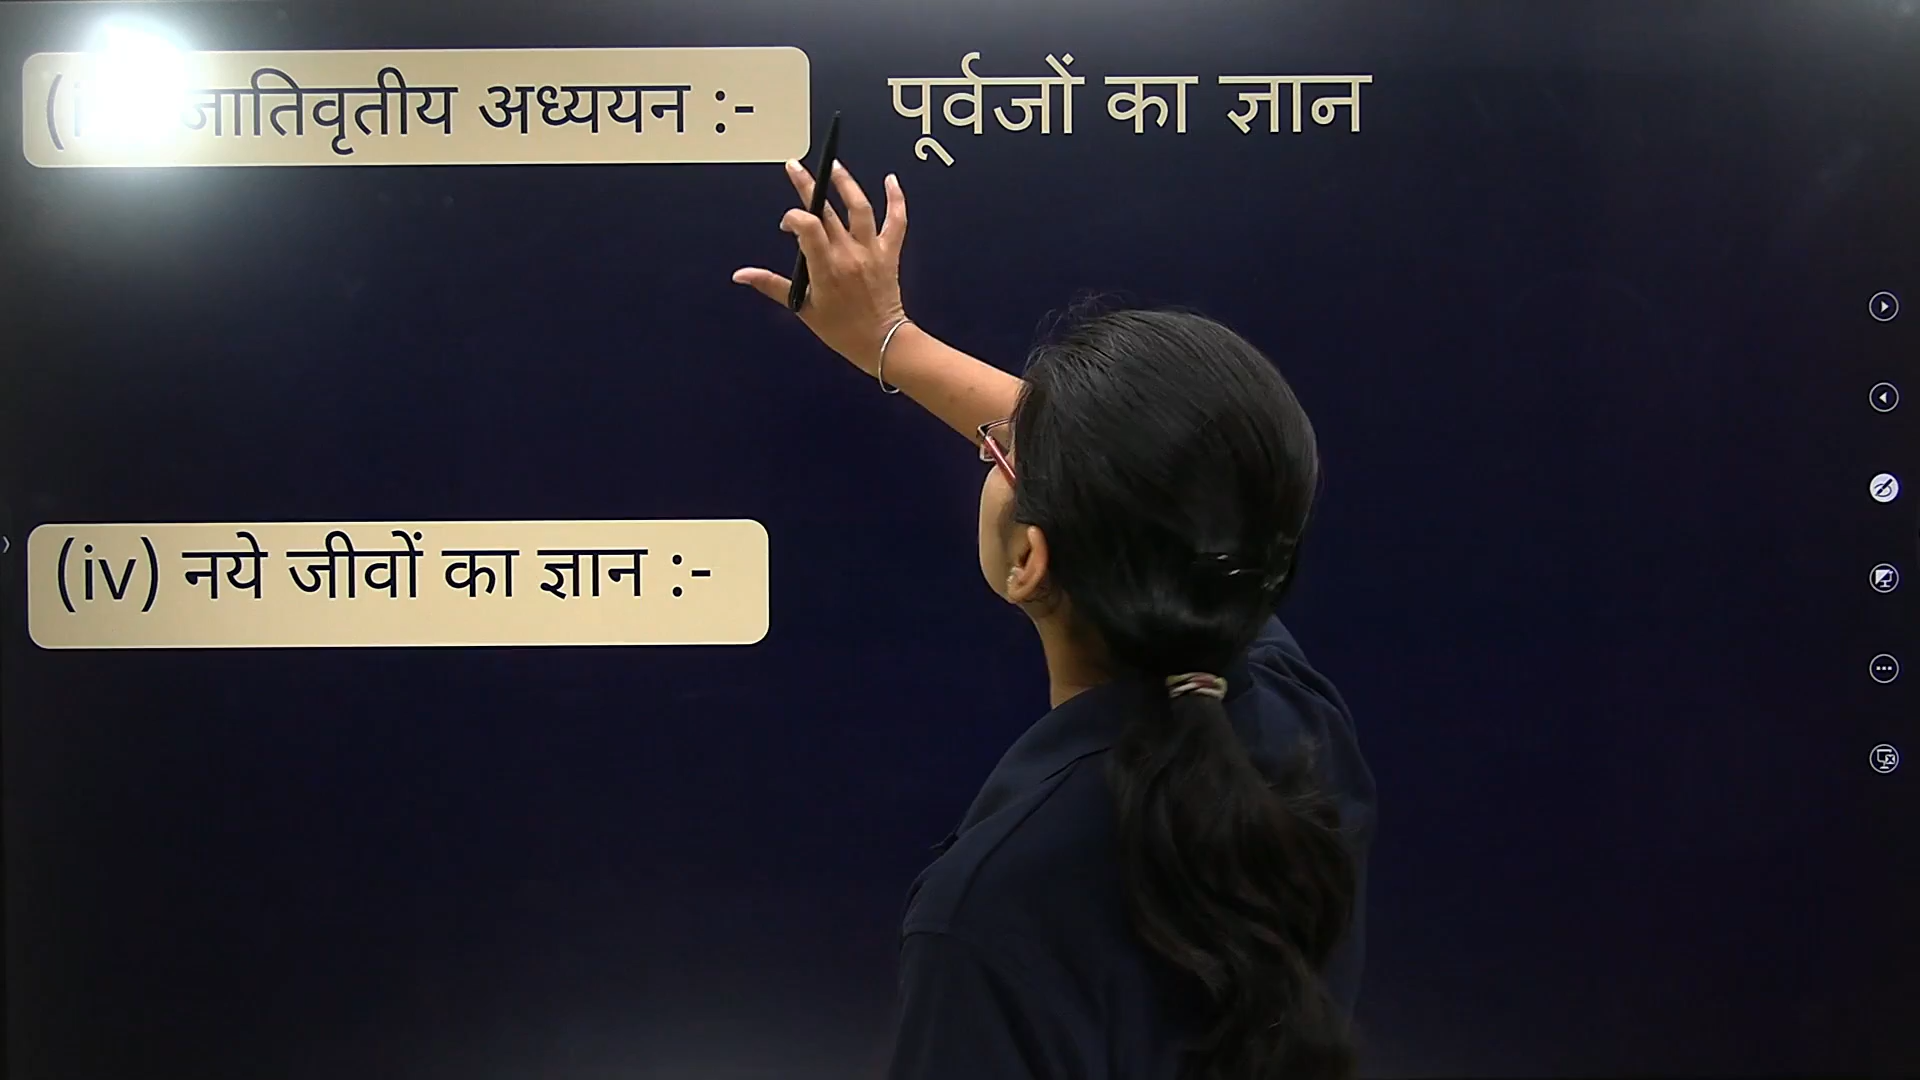 जातिवृतीय अध्ययन :- पूर्वजों का ज्ञान
(iv) नये जीवों का ज्ञान :-